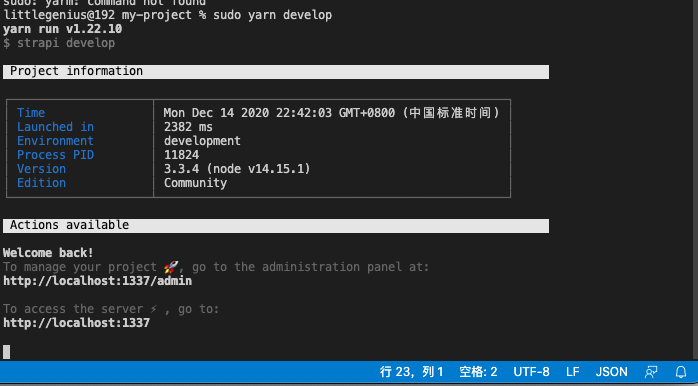 sudo: yarm: command not found
littlegenius@192 my-project % sudo yarn develop
yarn run v1.22.10
$ strapi develop
Project information
Time Mon Dec 14 2020 22:42:03 GMT+0800 (中国标准时间)
Launched in 2382 ms
Environment development
Process PID 11824
Version 3.3.4 (node v14.15.1)
Edition Community
Actions available
Welcome back!
To manage your project 🚀, go to the administration panel at:
http://localhost:1337/admin
To access the server ⚡ , go to:
http://localhost:1337
行 23，列 1 空格: 2 UTF-8 LF JSON